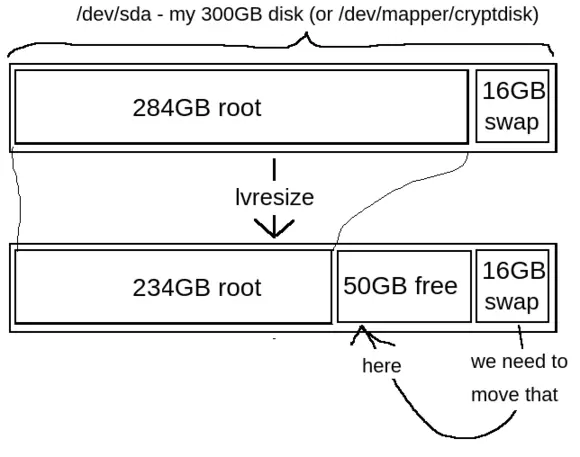 /dev/sda - my 300GB disk (or /dev/mapper/cryptdisk)
284GB root
16GB
swap
lvresize
234GB root
50GB free
16GB
swap
here
we need to
move that